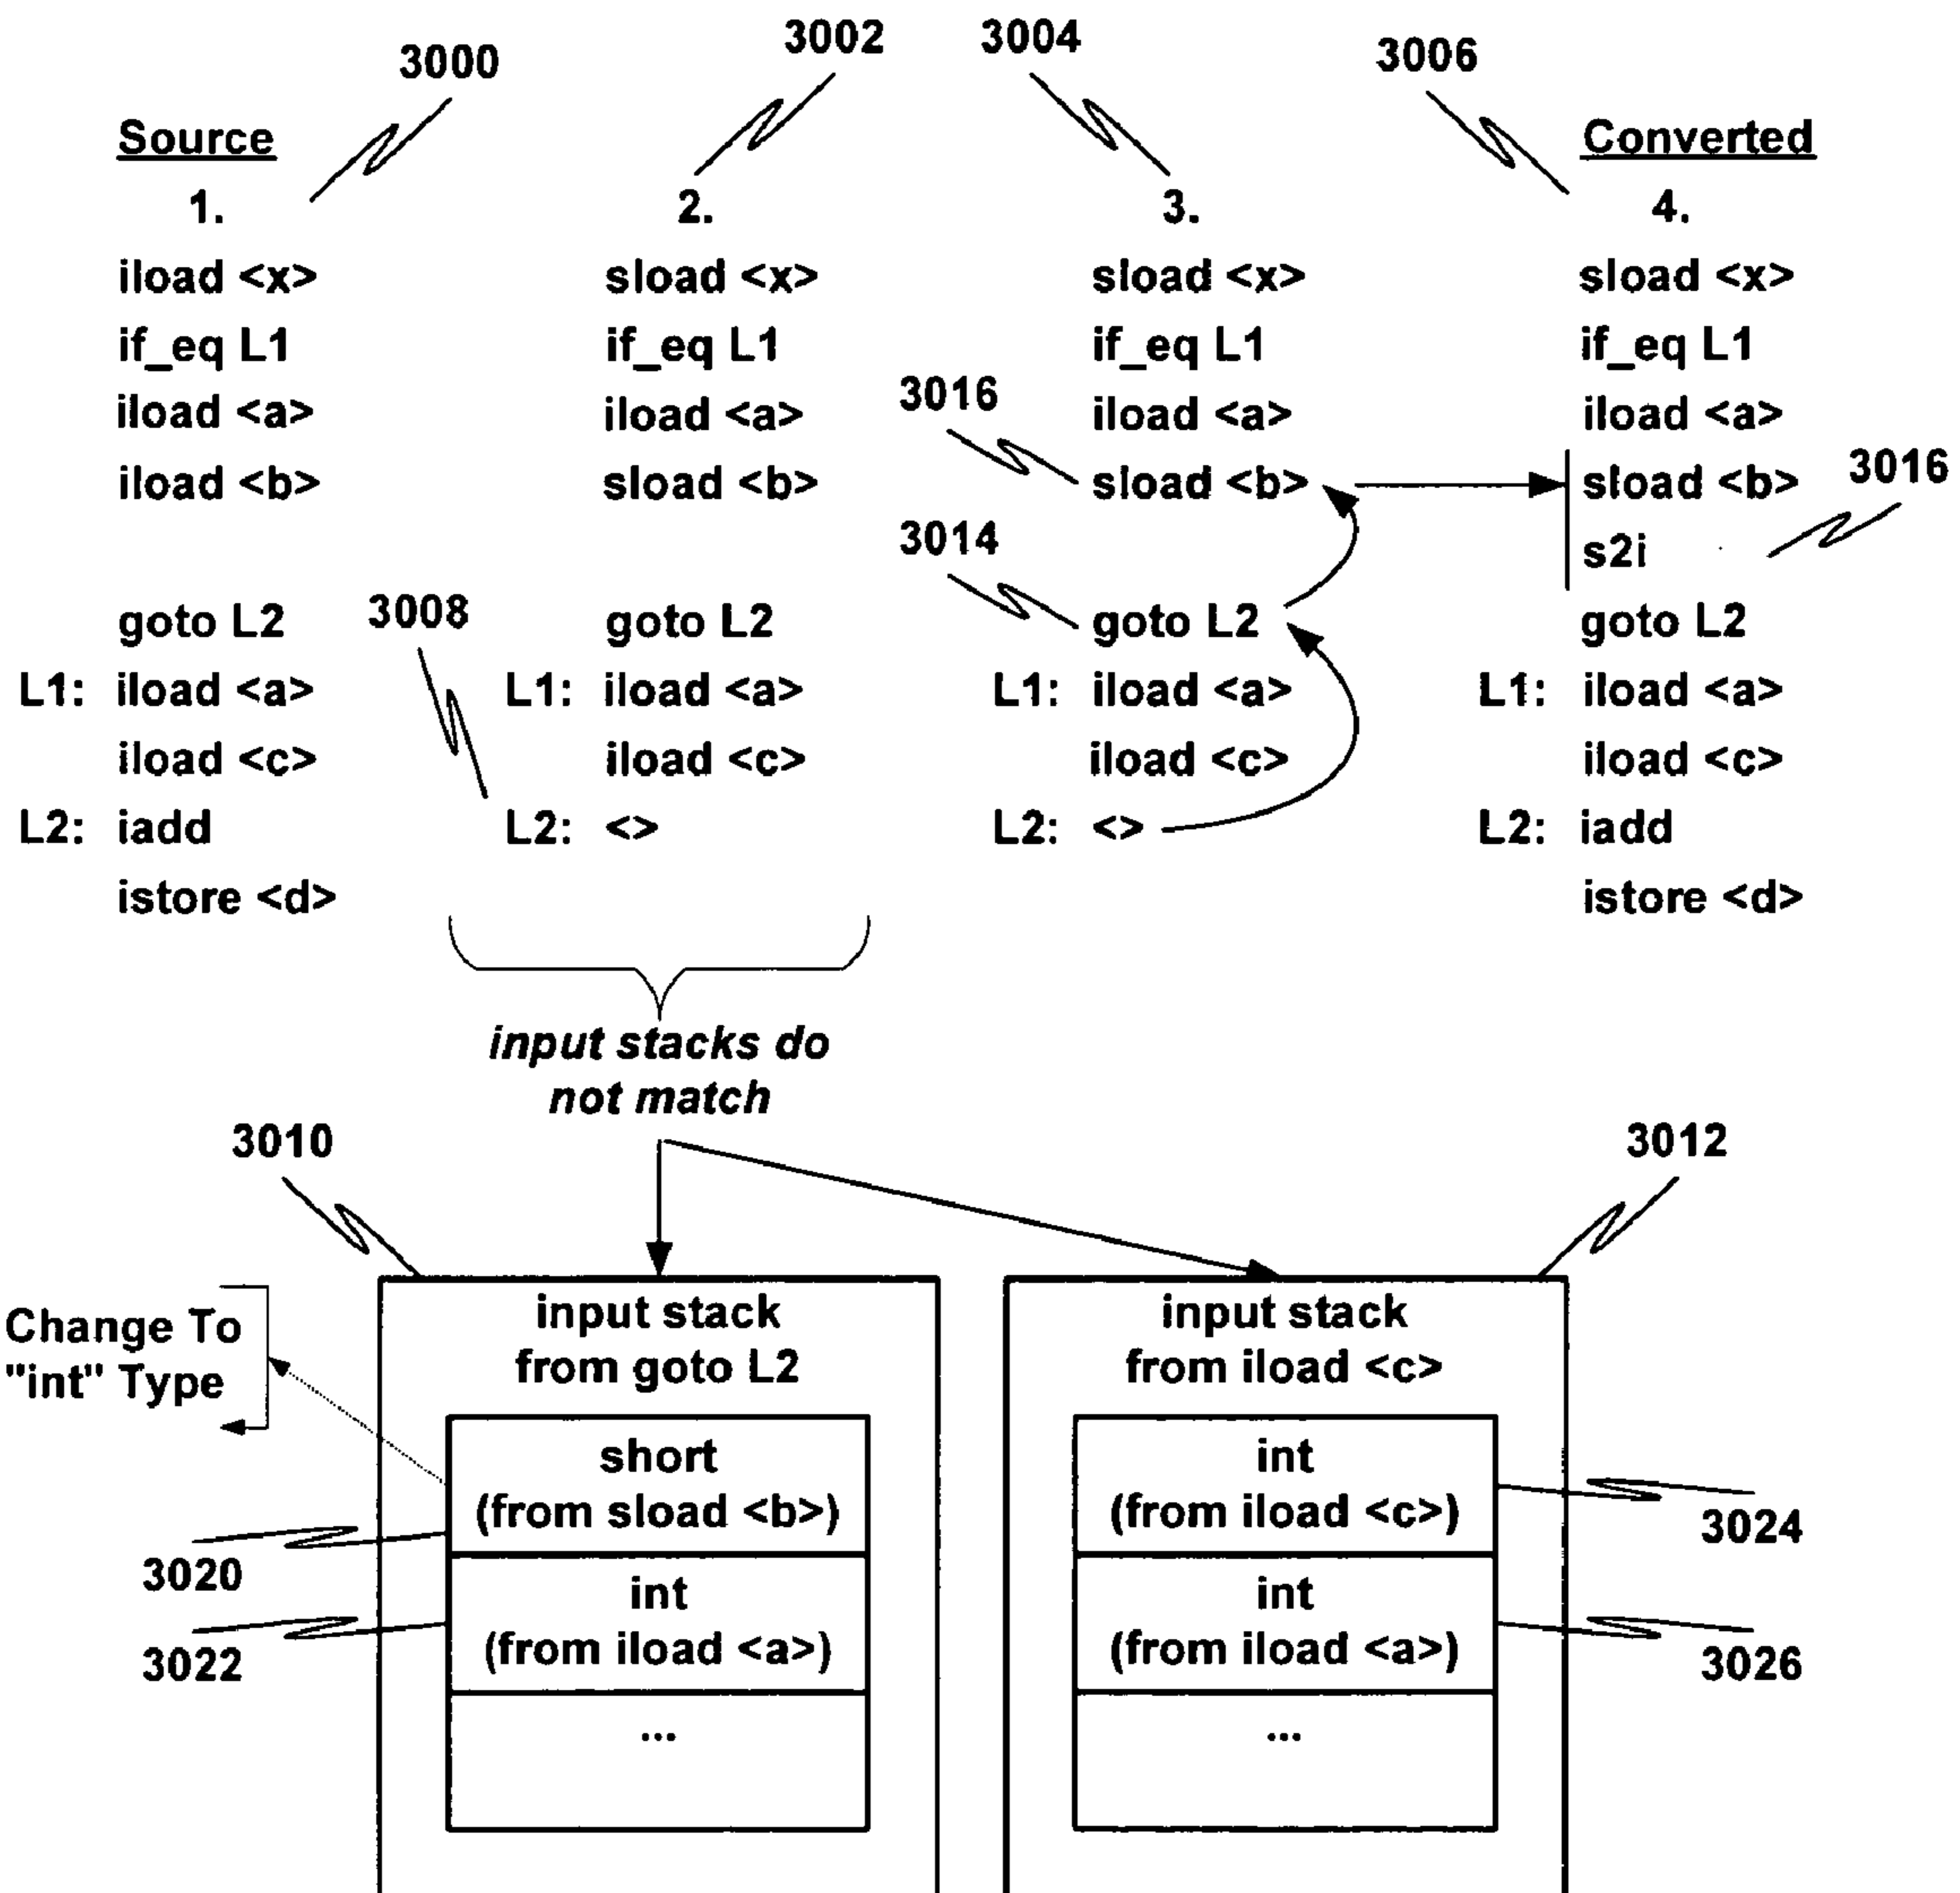 3000
3002
3004
3006
Source
1.
iload <x>
if_eq L1
iload <a>
iload <b>
goto L2
L1: iload <a>
iload <c>
L2: iadd
istore <d>
2.
sload <x>
if_eq L1
iload <a>
sload <b>
goto L2
3008
L1: iload <a>
iload <c>
L2: <>
3.
sload <x>
if_eq L1
iload <a>
3016
sload <b>
3014
goto L2
L1: iload <a>
iload <c>
L2: <>
Converted
4.
sload <x>
if_eq L1
iload <a>
sload <b>
3016
s2i
goto L2
L1: iload <a>
iload <c>
L2: iadd
istore <d>
input stacks do
not match
3010
3012
Change To
"int" Type
input stack
from goto L2
short
(from sload <b>)
int
(from iload <a>)
...
3020
3022
input stack
from iload <c>
int
(from iload <c>)
int
(from iload <a>)
...
3024
3026